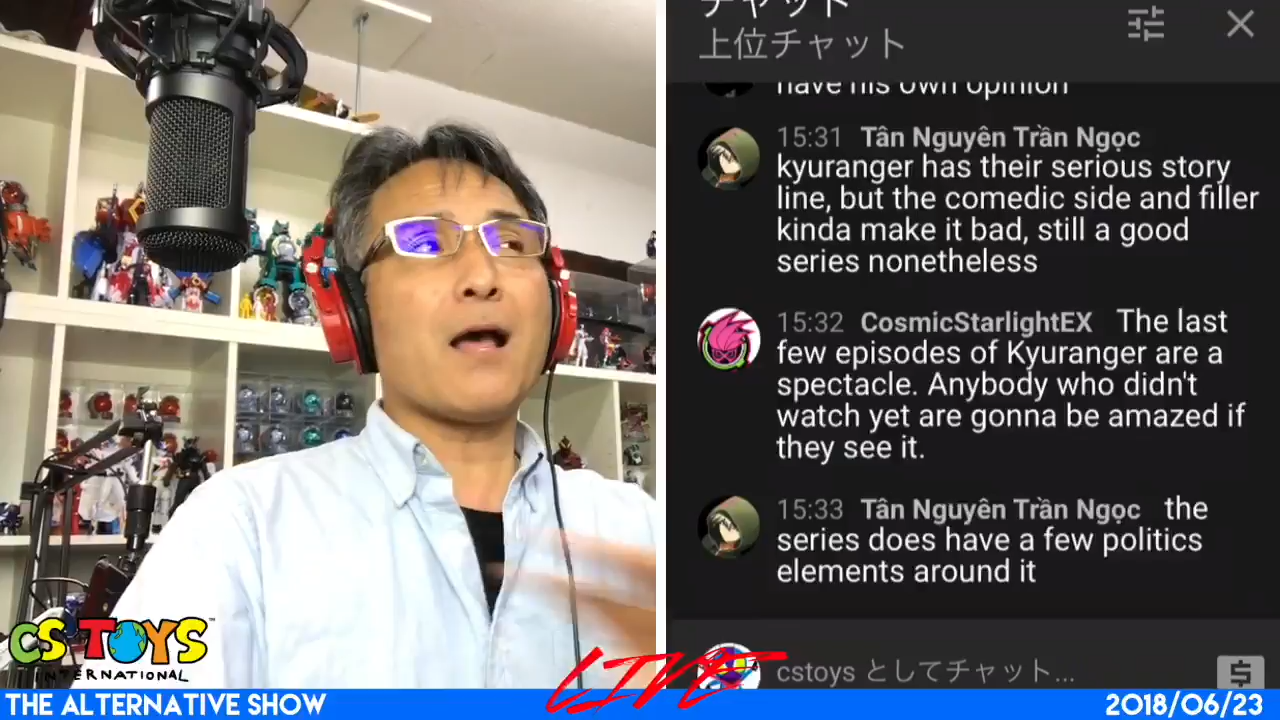 チャット
上位チャット
have his own opinion
15:31 Tân Nguyên Trần Ngọc
kyuranger has their serious story
line, but the comedic side and filler
kinda make it bad, still a good
series nonetheless
15:32 CosmicStarlightEX The last
few episodes of Kyuranger are a
spectacle. Anybody who didn't
watch yet are gonna be amazed if
they see it.
15:33 Tân Nguyên Trần Ngọc the
series does have a few politics
elements around it
cstoys としてチャット...
$
CS TOYS™
INTERNATIONAL
LIVE
THE ALTERNATIVE SHOW
2018/06/23